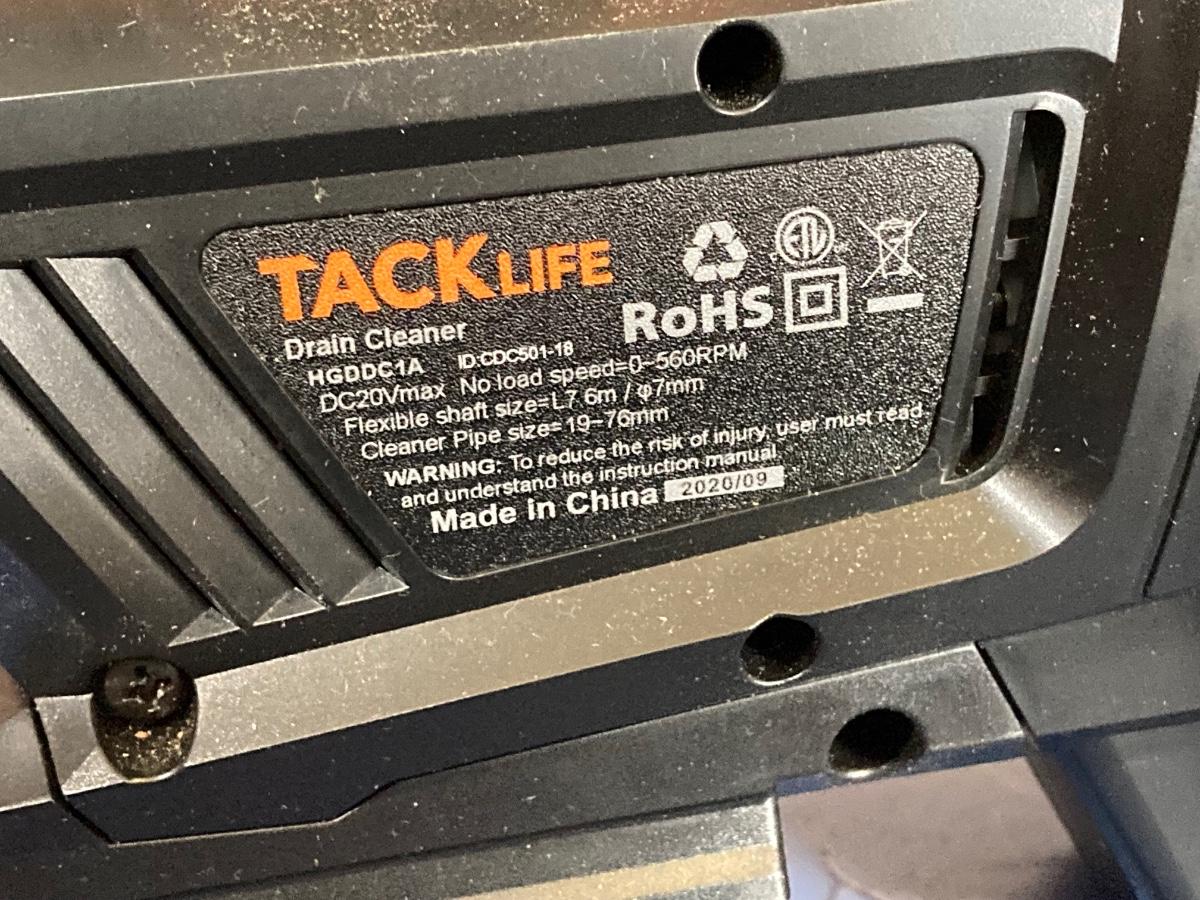 TACKLIFE
Drain Cleaner
HGDDC1A ID:CDC501-18
DC20Vmax No load speed=0~560RPM
Flexible shaft size=L7.6m / φ7mm
Cleaner Pipe size=19~76mm
WARNING: To reduce the risk of injury, user must read
and understand the instruction manual
Made in China 2020/09
ETL
RoHS